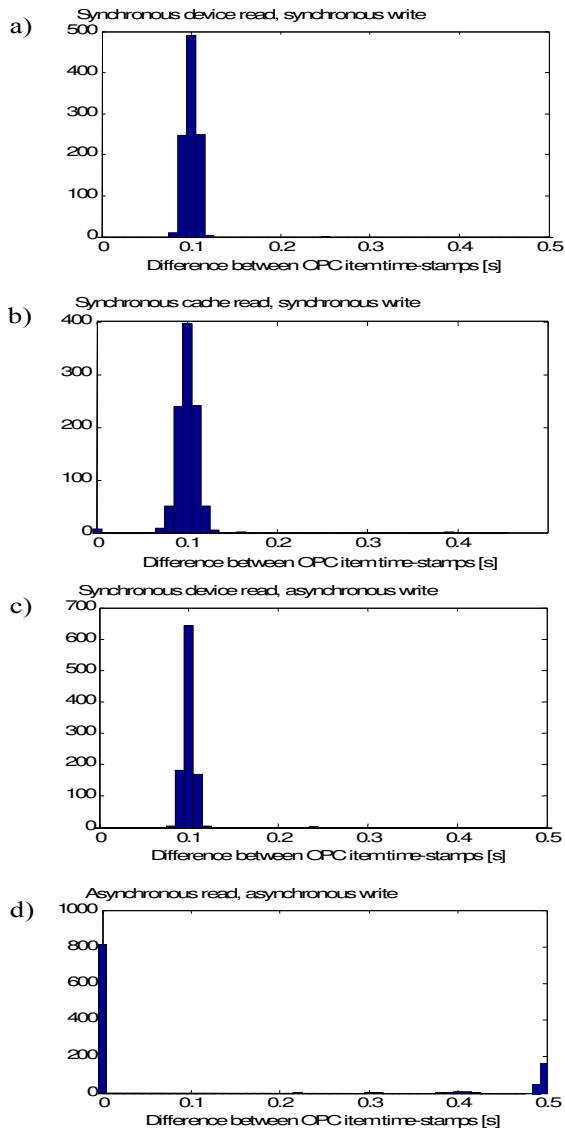 a)
Synchronous device read, synchronous write
500
400
300
200
100
0
0 0.1 0.2 0.3 0.4 0.5
Difference between OPC item time-stamps [s]
b)
Synchronous cache read, synchronous write
400
300
200
100
0
0 0.1 0.2 0.3 0.4
Difference between OPC item time-stamps [s]
c)
Synchronous device read, asynchronous write
700
600
500
400
300
200
100
0
0 0.1 0.2 0.3 0.4 0.5
Difference between OPC item time-stamps [s]
d)
Asynchronous read, asynchronous write
1000
800
600
400
200
0
0 0.1 0.2 0.3 0.4 0.5
Difference between OPC item time-stamps [s]